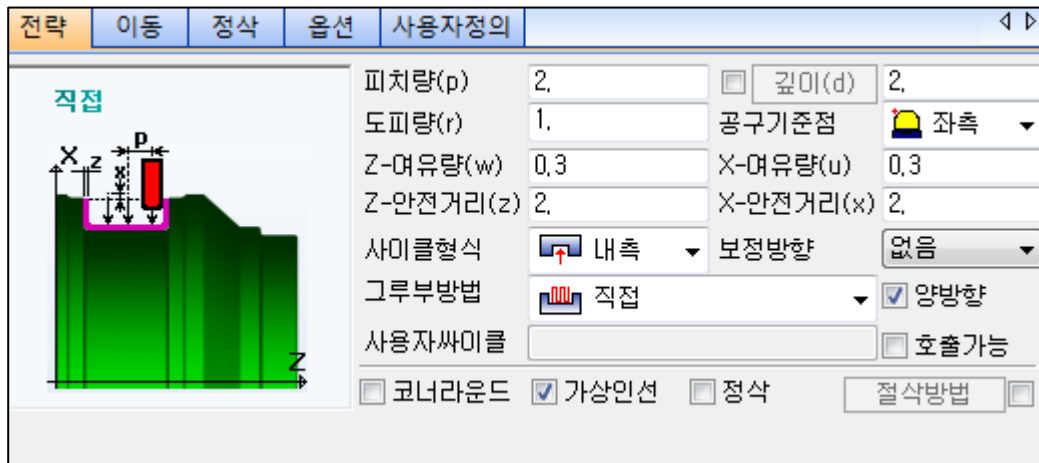 전략 이동 정삭 옵션 사용자정의
직접
X z p x Z
피치량(p) 2, 깊이(d) 2,
도피량(r) 1, 공구기준점 좌측
Z-여유량(w) 0,3 X-여유량(u) 0,3
Z-안전거리(z) 2, X-안전거리(x) 2,
사이클형식 내측 보정방향 없음
그루부방법 직접 양방향
사용자싸이클 호출가능
코너라운드 가상인선 정삭 절삭방법